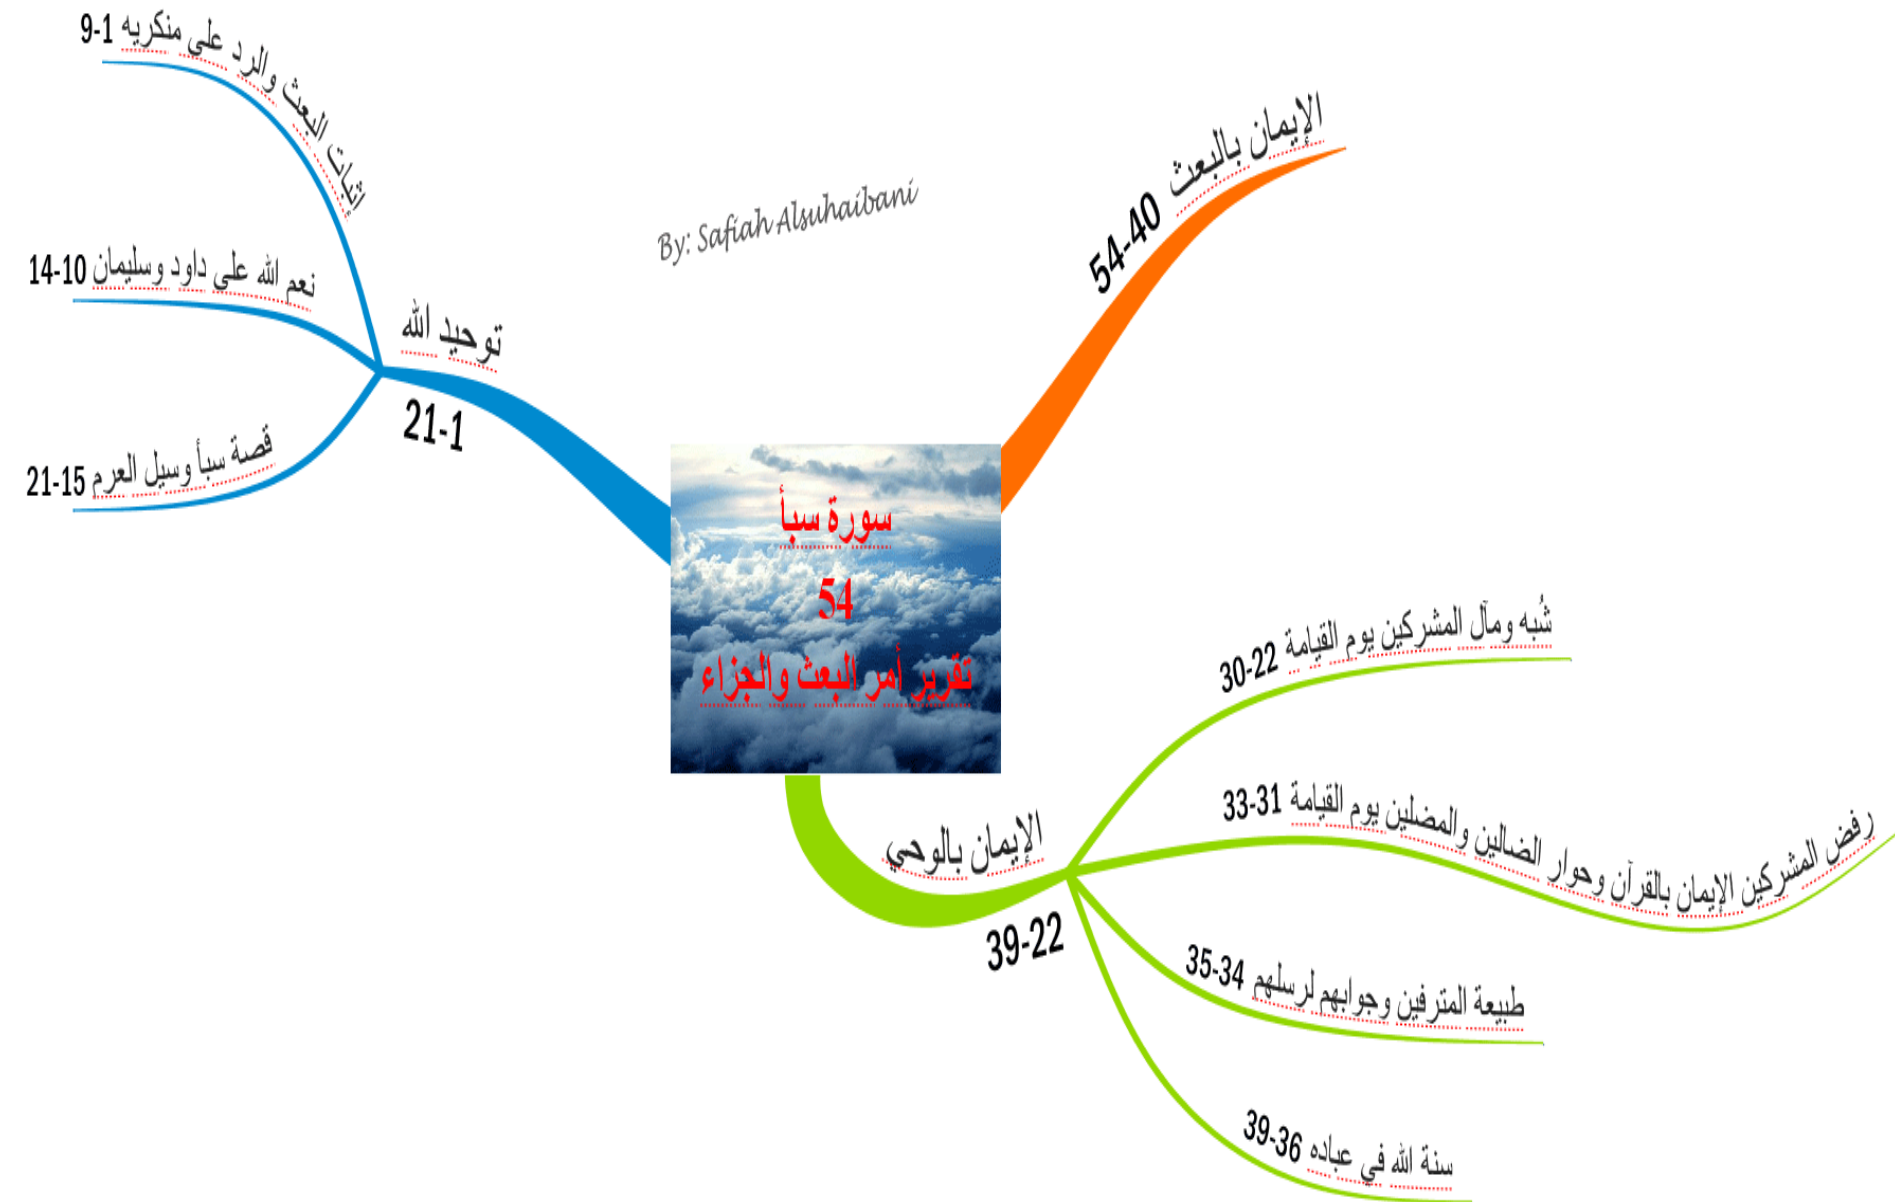 سورة سبأ
54
تقرير أمر البعث والجزاء
By: Safiah Alsuhaibani
الإيمان بالبعث 40-54
توحيد الله
1-21
إثبات البعث والرد على منكريه 1-9
نعم الله على داود وسليمان 10-14
قصة سبأ وسيل العرم 15-21
الإيمان بالوحي
22-39
شُبه ومآل المشركين يوم القيامة 22-30
رفض المشركين الإيمان بالقرآن وحوار الضالين والمضلين يوم القيامة 31-33
طبيعة المترفين وجوابهم لرسلهم 34-35
سنة الله في عباده 36-39